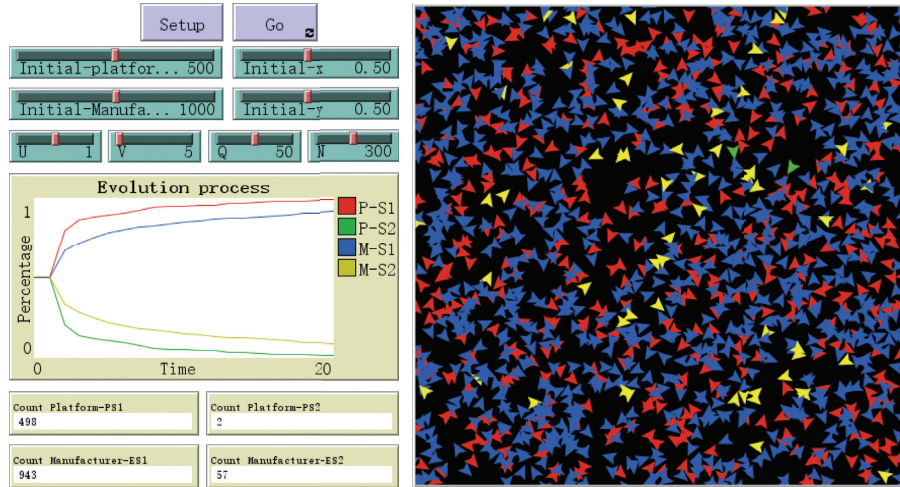 Setup
Go
Initial-platfor... 500
Initial-x 0.50
Initial-Manufa... 1000
Initial-y 0.50
U 1
V 5
Q 50
N 300
Evolution process
1
Percentage
0
0
Time
20
P-S1
P-S2
M-S1
M-S2
Count Platform-PS1
498
Count Platform-PS2
2
Count Manufacturer-ES1
943
Count Manufacturer-ES2
57